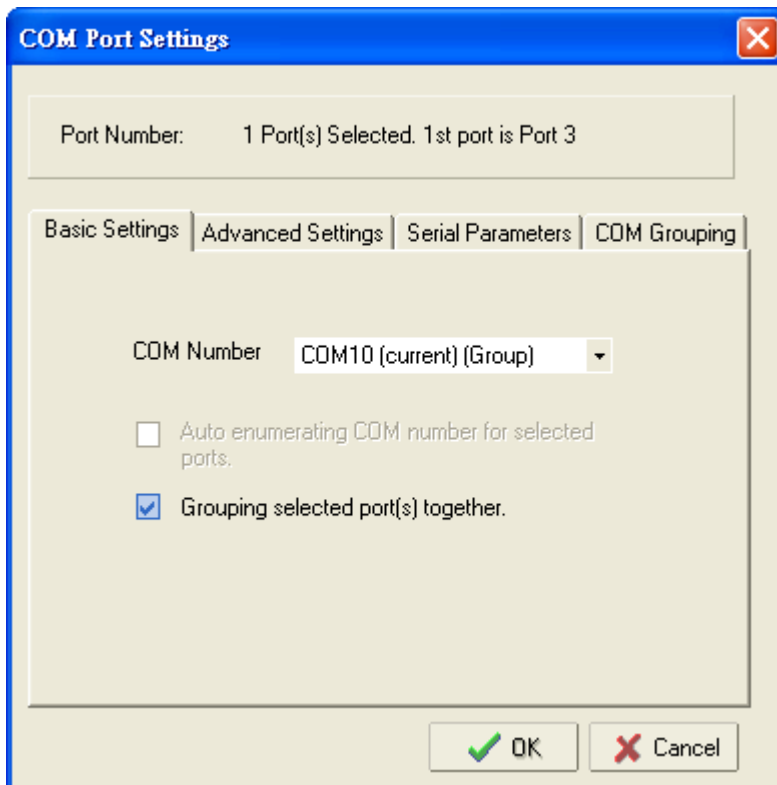 COM Port Settings
Port Number: 1 Port(s) Selected. 1st port is Port 3
Basic Settings Advanced Settings Serial Parameters COM Grouping
COM Number COM10 (current) (Group)
Auto enumerating COM number for selected
ports.
Grouping selected port(s) together.
OK Cancel